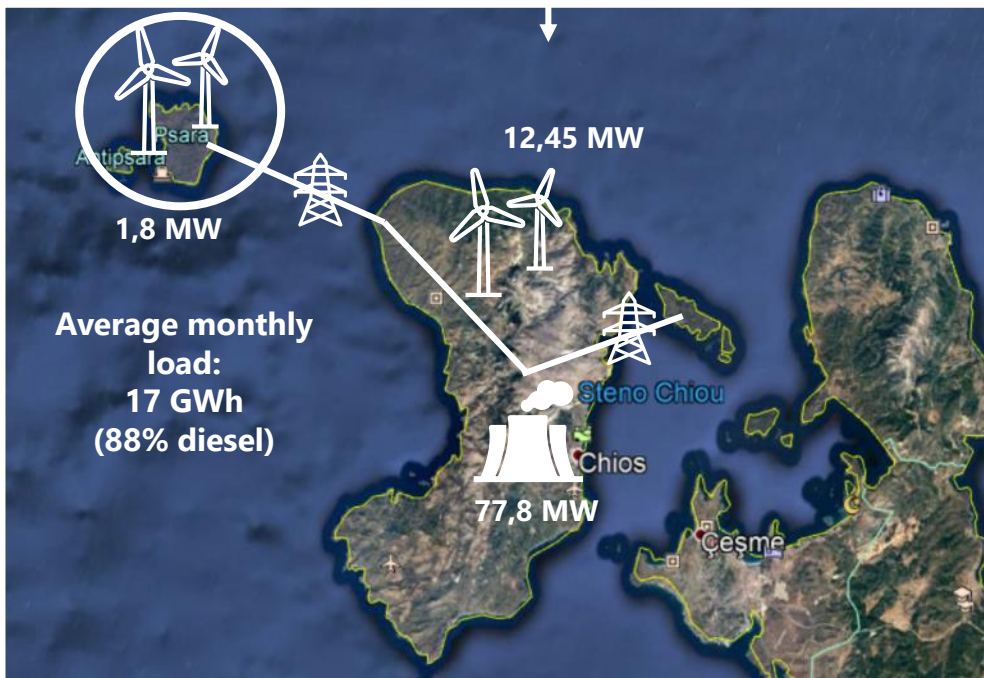 12,45 MW
Psara
Antipsara
1,8 MW
Average monthly
load:
17 GWh
(88% diesel)
Steno Chiou
Chios
77,8 MW
Çeşme